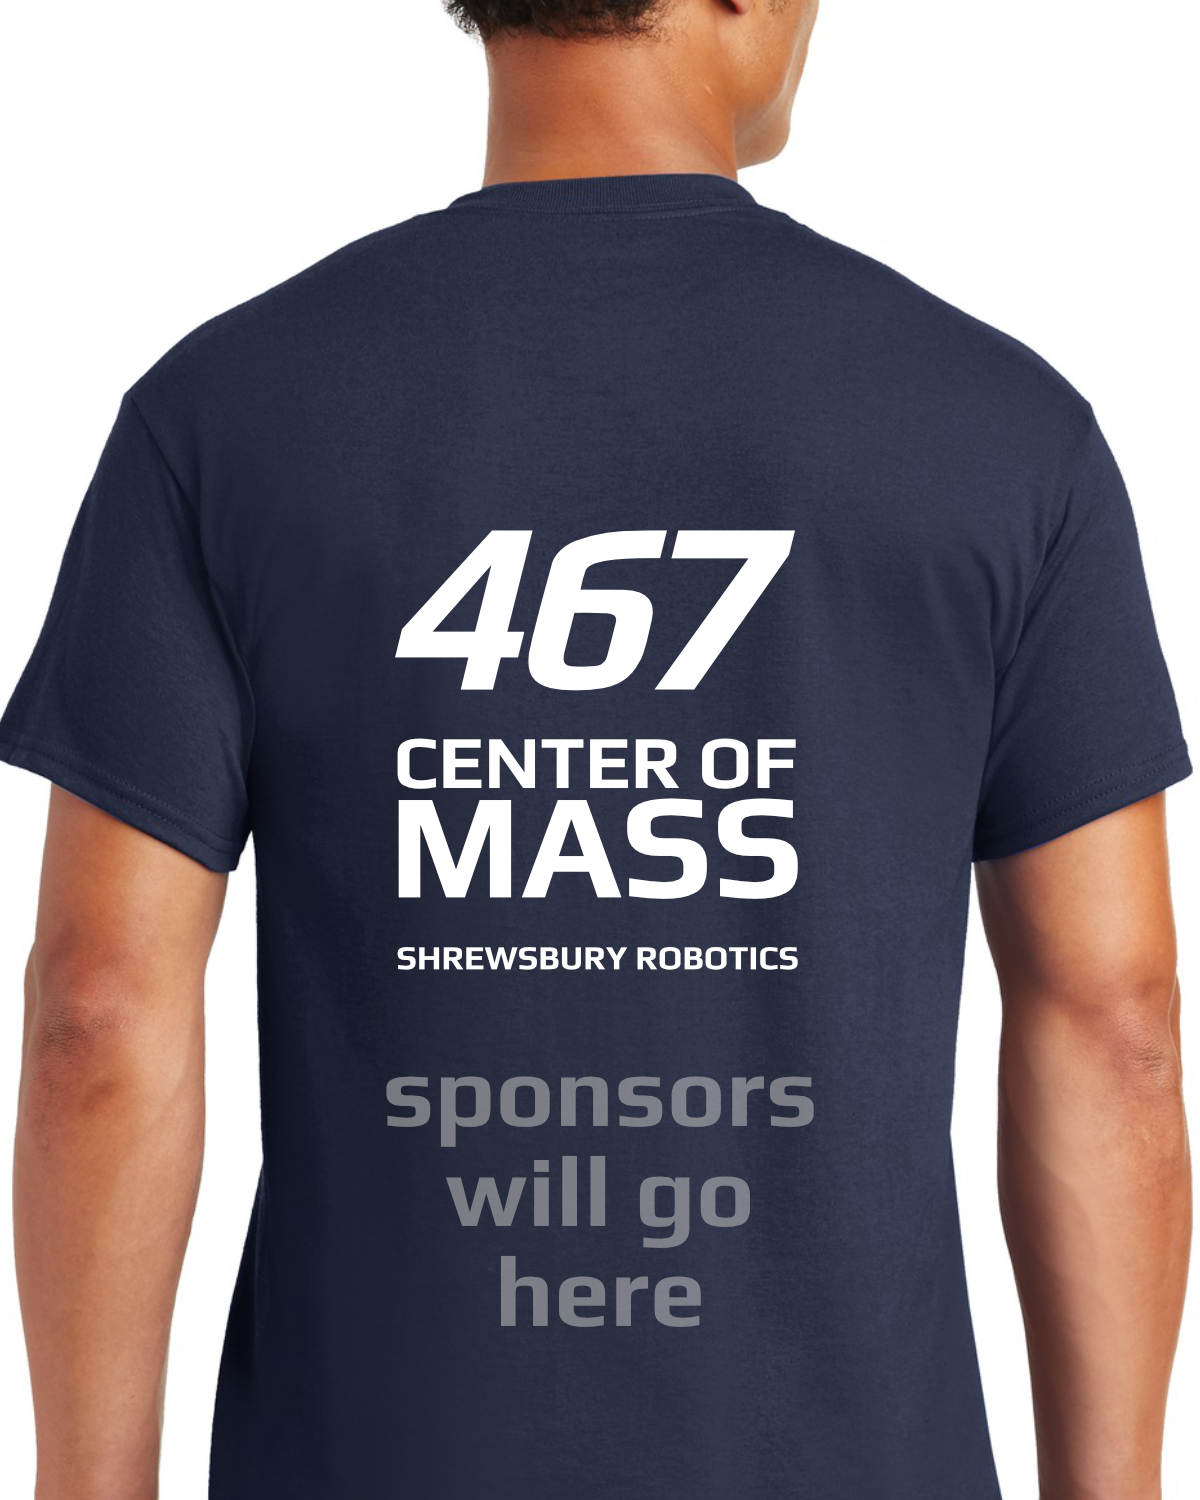 467
CENTER OF
MASS
SHREWSBURY ROBOTICS
sponsors
will go
here